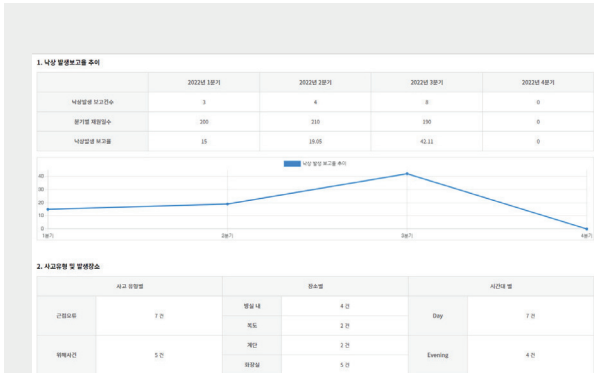 1. 낙상 발생보고율 추이
2022년 1분기 2022년 2분기 2022년 3분기 2022년 4분기
낙상발생 보고건수 3 4 8 0
분기별 재원일수 200 210 190 0
낙상발생 보고율 15 19.05 42.11 0
낙상 발생 보고율 추이
40
30
20
10
0
1분기 2분기 3분기 4분기
2. 사고유형 및 발생장소
사고 유형별 장소별 시간대 별
근접오류 7 건 병실 내 4 건 Day 7 건
복도 2 건
위해사건 5 건 계단 2 건 Evening 4 건
화장실 5 건